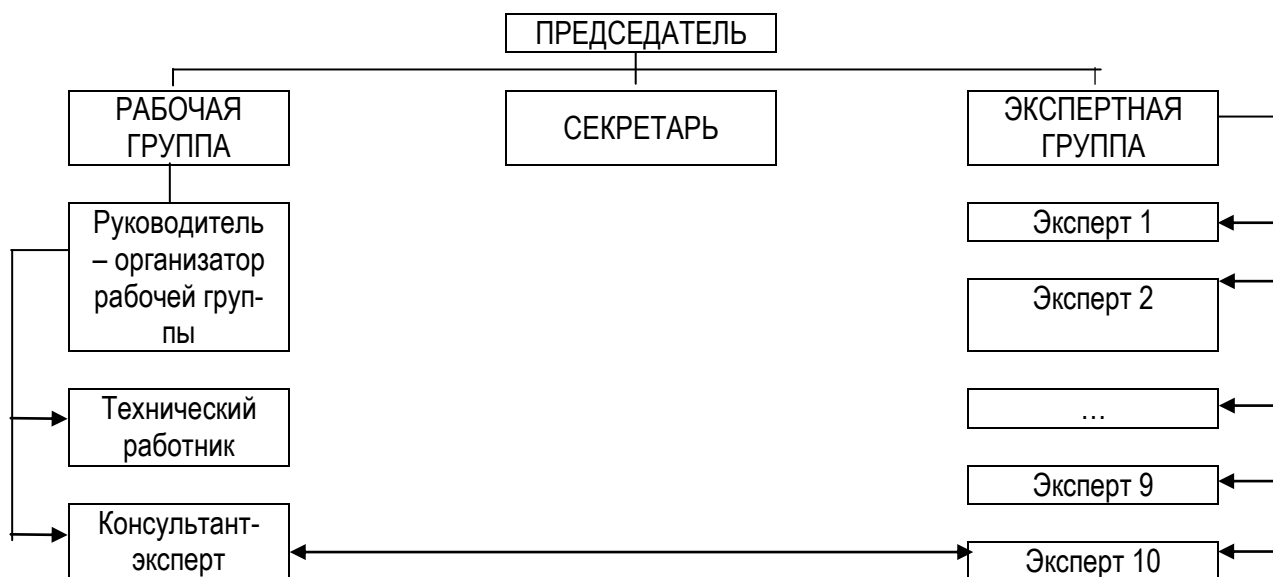 ПРЕДСЕДАТЕЛЬ
РАБОЧАЯ
ГРУППА
СЕКРЕТАРЬ
ЭКСПЕРТНАЯ
ГРУППА
Руководитель
– организатор
рабочей груп-
пы
Эксперт 1
Эксперт 2
Технический
работник
…
Эксперт 9
Консультант-
эксперт
Эксперт 10